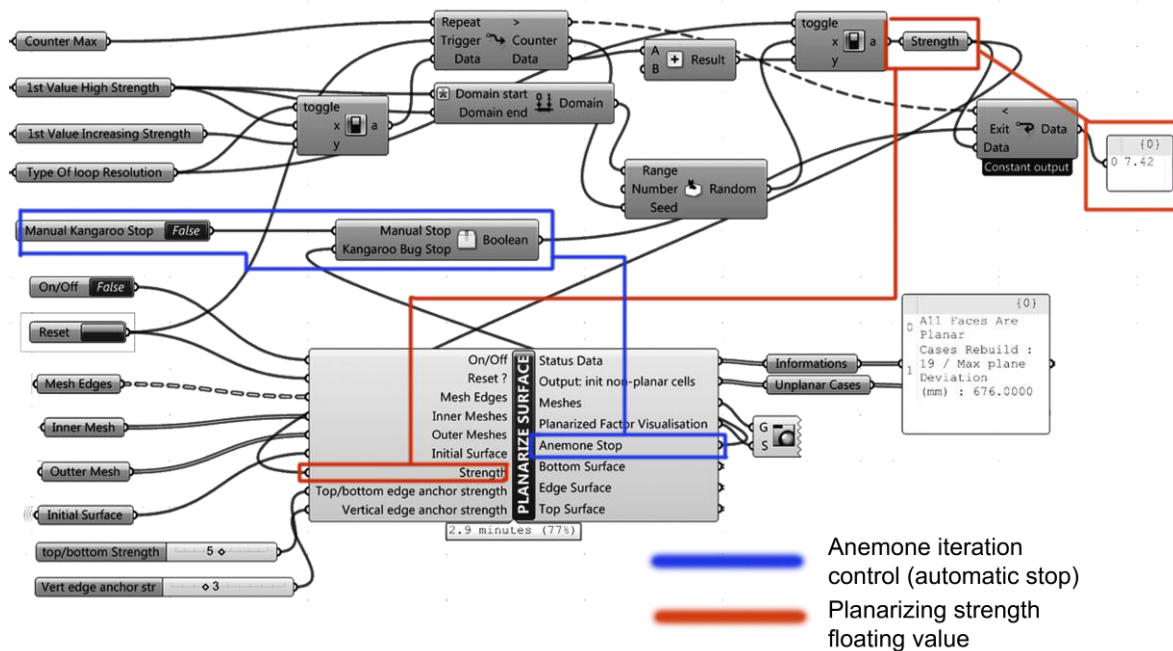 Counter Max
1st Value High Strength
1st Value Increasing Strength
Type Of loop Resolution
toggle
x a
y
Repeat >
Trigger Counter
Data Data
Domain start Domain
Domain end
0 1
A Result
B
Range
Number Random
Seed
toggle
x a
y
Strength
<
Exit Data
Data
Constant output
{0}
0 7.42
Manual Kangaroo Stop False
Manual Stop Boolean
Kangaroo Bug Stop
On/Off False
Reset
Mesh Edges
Inner Mesh
Outter Mesh
Initial Surface
top/bottom Strength 5
Vert edge anchor str 3
On/Off
Reset ?
Mesh Edges
Inner Meshes
Outer Meshes
Initial Surface
Strength
Top/bottom edge anchor strength
Vertical edge anchor strength
PLANARIZE SURFACE
Status Data
Output: init non-planar cells
Meshes
Planarized Factor Visualisation
Anemone Stop
Bottom Surface
Edge Surface
Top Surface
2.9 minutes (77%)
Informations
Unplanar Cases
G
S
{0}
0 All Faces Are
Planar
1 Cases Rebuild :
19 / Max plane
Deviation
(mm) : 676.0000
Anemone iteration
control (automatic stop)
Planarizing strength
floating value